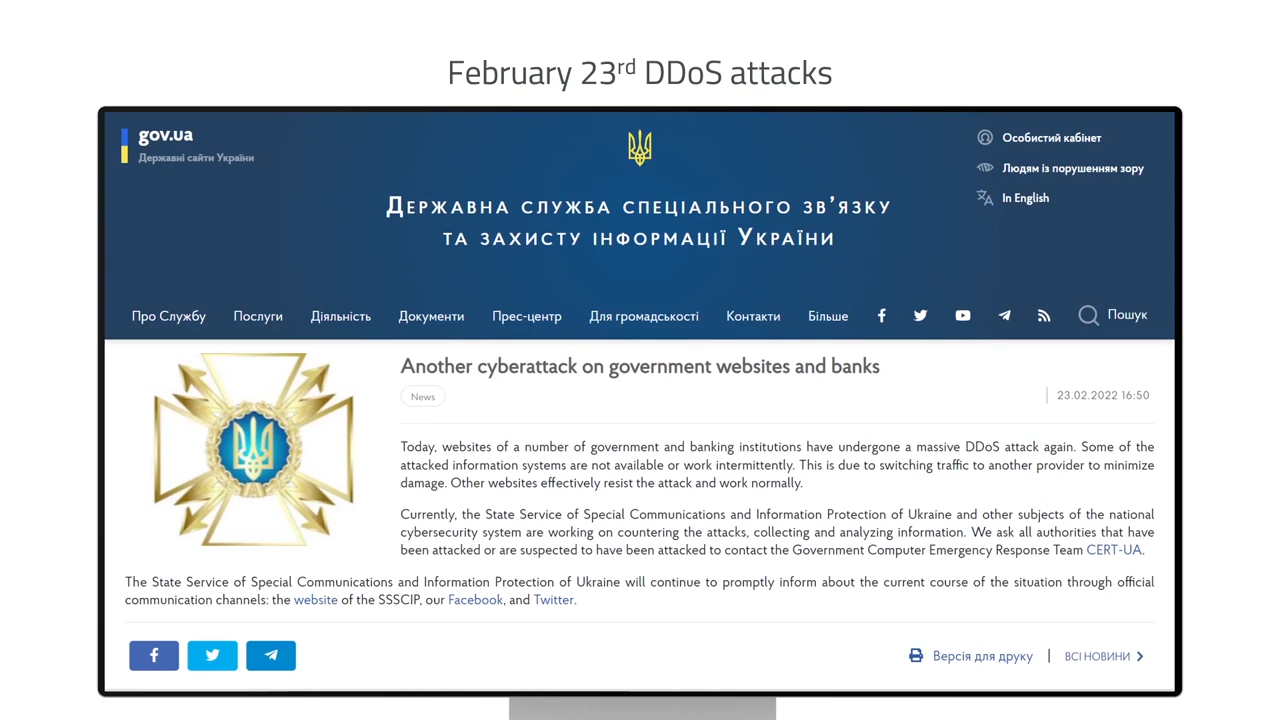 February 23rd DDoS attacks
gov.ua
Державні сайти України
Особистий кабінет
Людям із порушенням зору
In English
Державна служба спеціального зв’язку
та захисту інформації України
Про Службу Послуги Діяльність Документи Прес-центр Для громадськості Контакти Більше Пошук
Another cyberattack on government websites and banks
News
23.02.2022 16:50
Today, websites of a number of government and banking institutions have undergone a massive DDoS attack again. Some of the
attacked information systems are not available or work intermittently. This is due to switching traffic to another provider to minimize
damage. Other websites effectively resist the attack and work normally.
Currently, the State Service of Special Communications and Information Protection of Ukraine and other subjects of the national
cybersecurity system are working on countering the attacks, collecting and analyzing information. We ask all authorities that have
been attacked or are suspected to have been attacked to contact the Government Computer Emergency Response Team CERT-UA.
The State Service of Special Communications and Information Protection of Ukraine will continue to promptly inform about the current course of the situation through official
communication channels: the website of the SSSCIP, our Facebook, and Twitter.
Версія для друку | ВСІ НОВИНИ